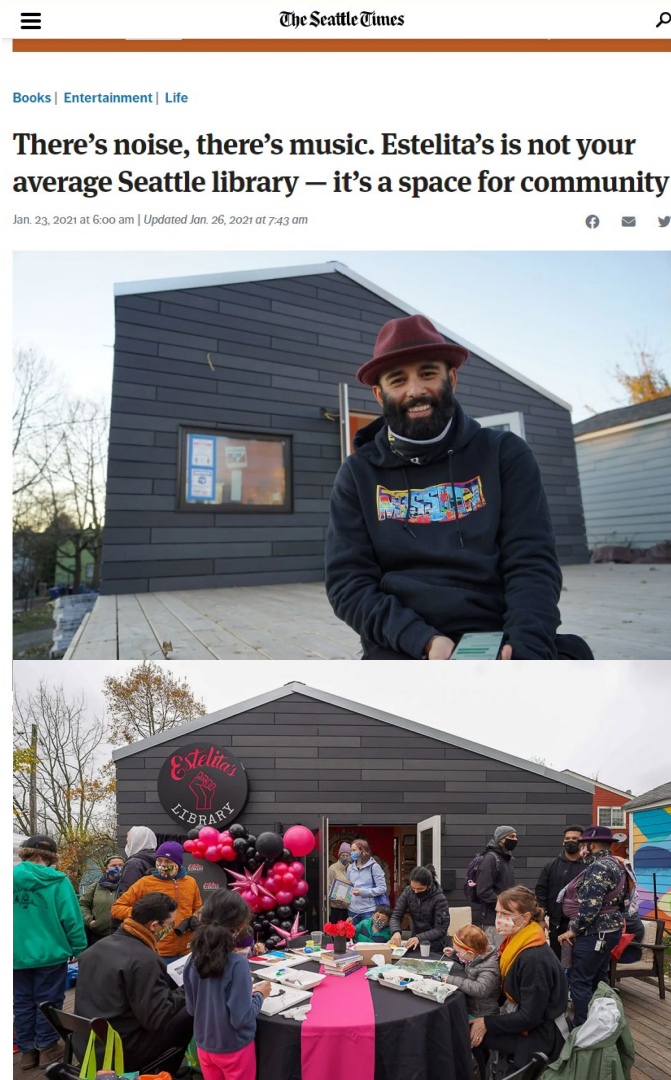 The Seattle Times
Books | Entertainment | Life
There's noise, there's music. Estelita's is not your
average Seattle library — it's a space for community
Jan. 23, 2021 at 6:00 am | Updated Jan. 26, 2021 at 7:43 am
Estelita's
LIBRARY